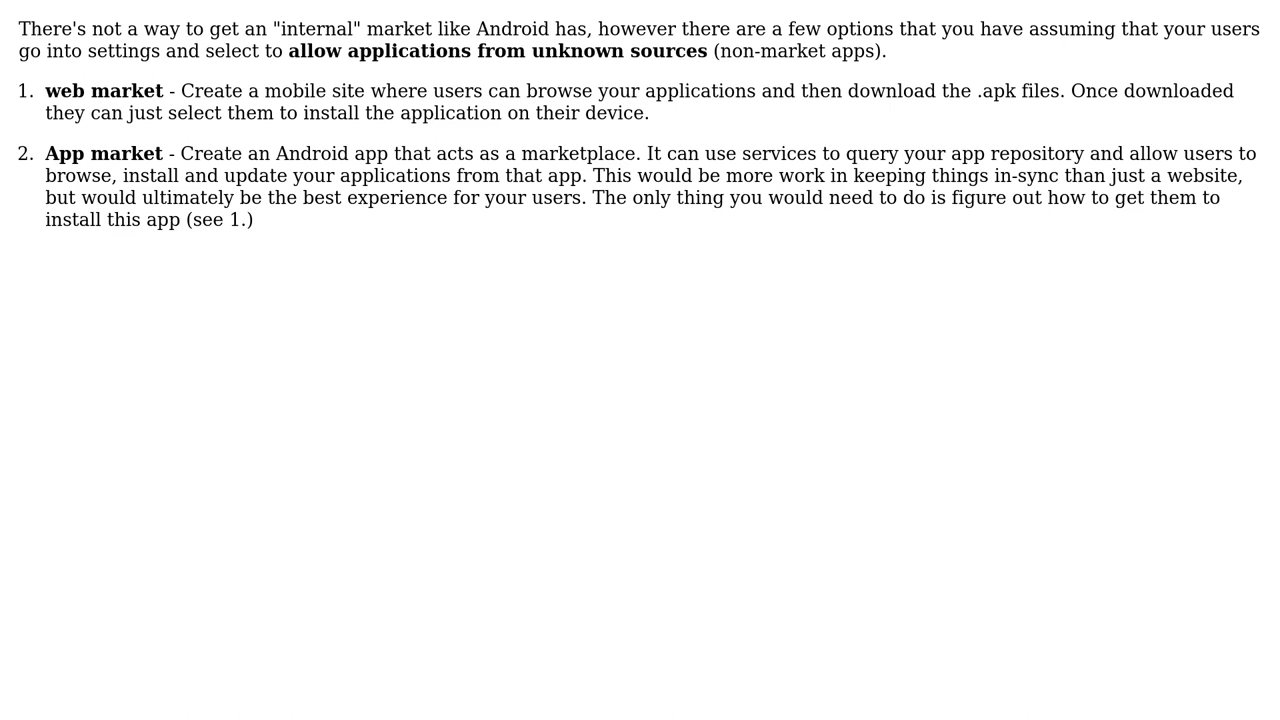 There's not a way to get an "internal" market like Android has, however there are a few options that you have assuming that your users
go into settings and select to allow applications from unknown sources (non-market apps).
1. web market - Create a mobile site where users can browse your applications and then download the .apk files. Once downloaded
they can just select them to install the application on their device.
2. App market - Create an Android app that acts as a marketplace. It can use services to query your app repository and allow users to
browse, install and update your applications from that app. This would be more work in keeping things in-sync than just a website,
but would ultimately be the best experience for your users. The only thing you would need to do is figure out how to get them to
install this app (see 1.)